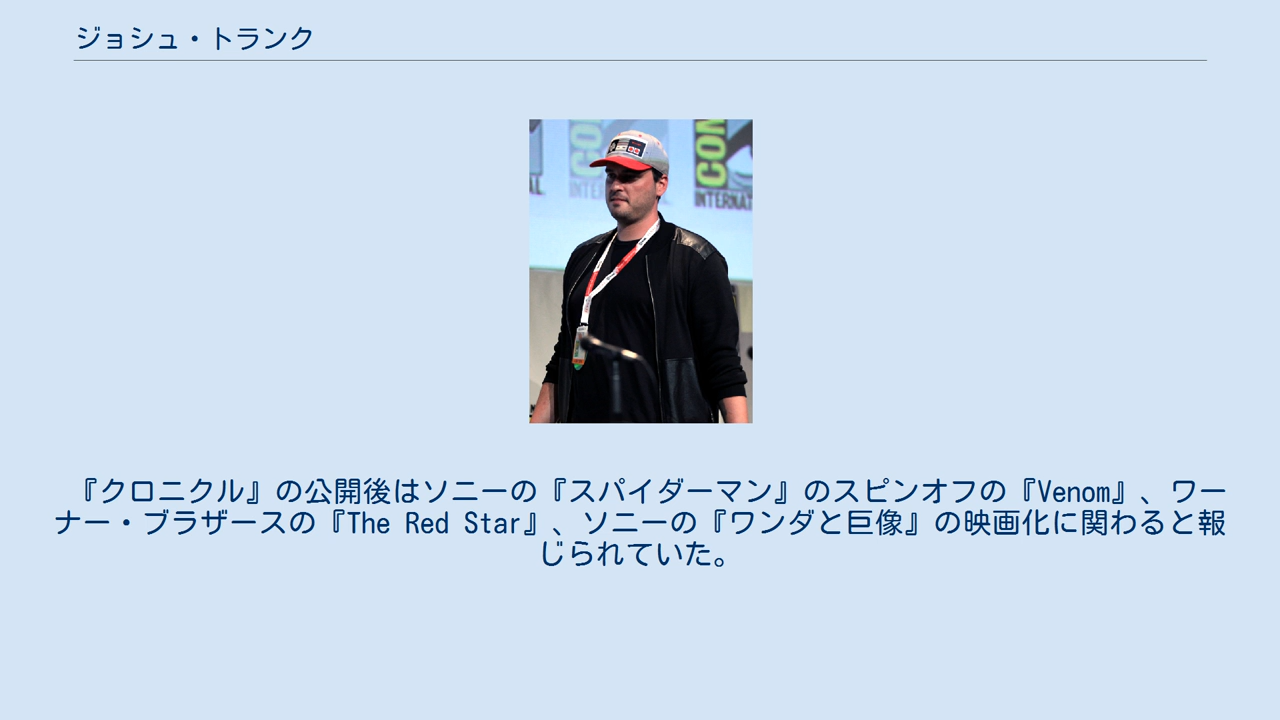 ジョシュ・トランク
CON
INTERNAT
『クロニクル』の公開後はソニーの『スパイダーマン』のスピンオフの『Venom』、ワー
ナー・ブラザースの『The Red Star』、ソニーの『ワンダと巨像』の映画化に関わると報
じられていた。